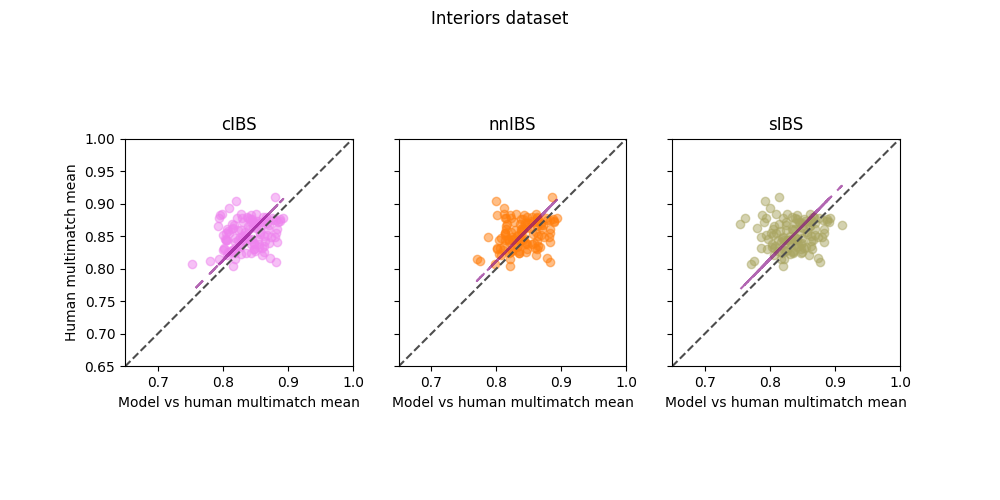 Interiors dataset
cIBS
nnIBS
sIBS
Human multimatch mean
1.00
0.95
0.90
0.85
0.80
0.75
0.70
0.65
0.7 0.8 0.9 1.0
0.7 0.8 0.9 1.0
0.7 0.8 0.9 1.0
Model vs human multimatch mean
Model vs human multimatch mean
Model vs human multimatch mean